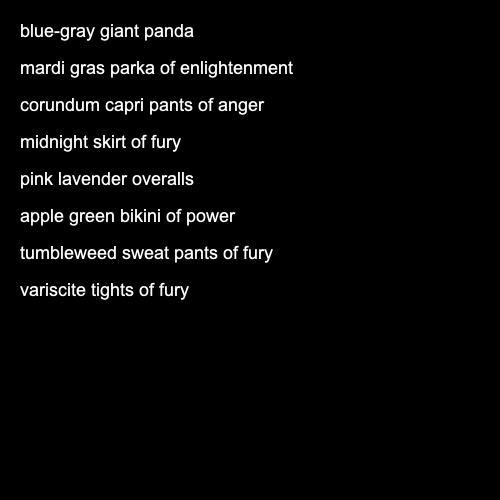 blue-gray giant panda
mardi gras parka of enlightenment
corundum capri pants of anger
midnight skirt of fury
pink lavender overalls
apple green bikini of power
tumbleweed sweat pants of fury
variscite tights of fury